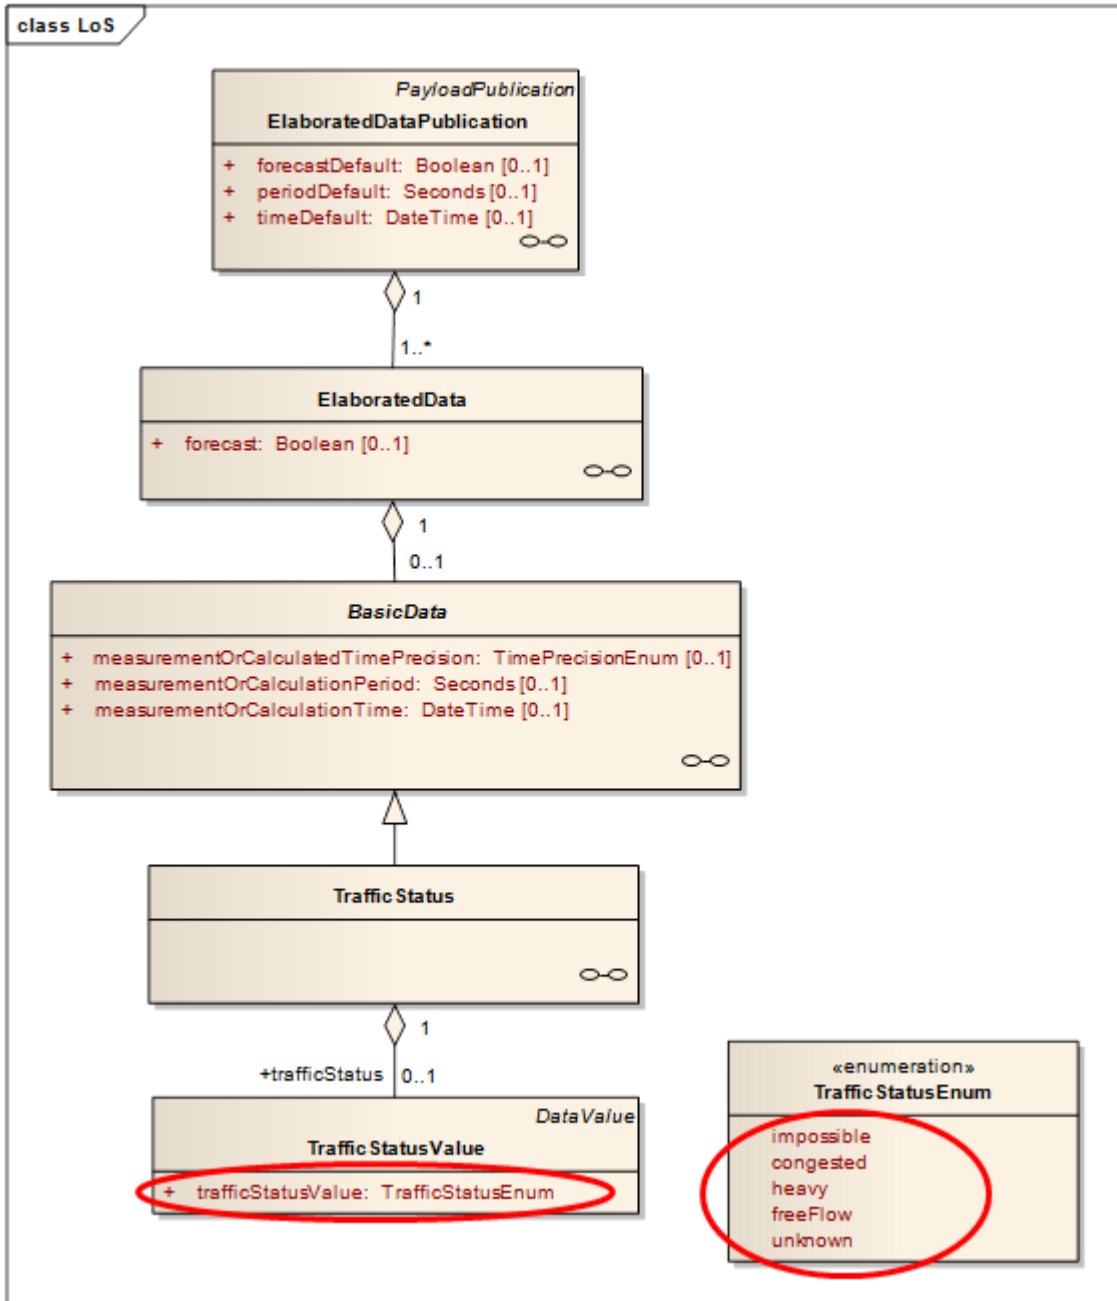 class LoS
PayloadPublication
ElaboratedDataPublication
+ forecastDefault: Boolean [0..1]
+ periodDefault: Seconds [0..1]
+ timeDefault: DateTime [0..1]
1
1..*
ElaboratedData
+ forecast: Boolean [0..1]
1
0..1
BasicData
+ measurementOrCalculatedTimePrecision: TimePrecisionEnum [0..1]
+ measurementOrCalculationPeriod: Seconds [0..1]
+ measurementOrCalculationTime: DateTime [0..1]
TrafficStatus
1
+trafficStatus 0..1
DataValue
TrafficStatusValue
+ trafficStatusValue: TrafficStatusEnum
«enumeration»
TrafficStatusEnum
impossible
congested
heavy
freeFlow
unknown